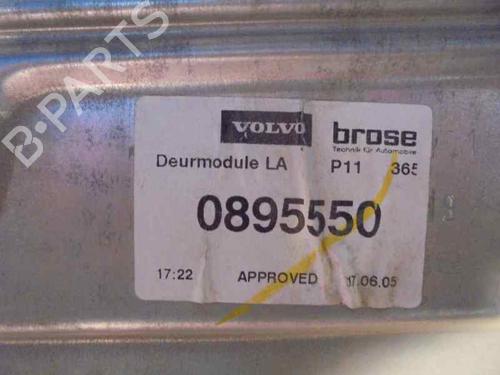 B-PARTS
VOLVO brose
Technik für Automobile
Deurmodule LA P11 365
0895550
17:22 APPROVED 17.06.05